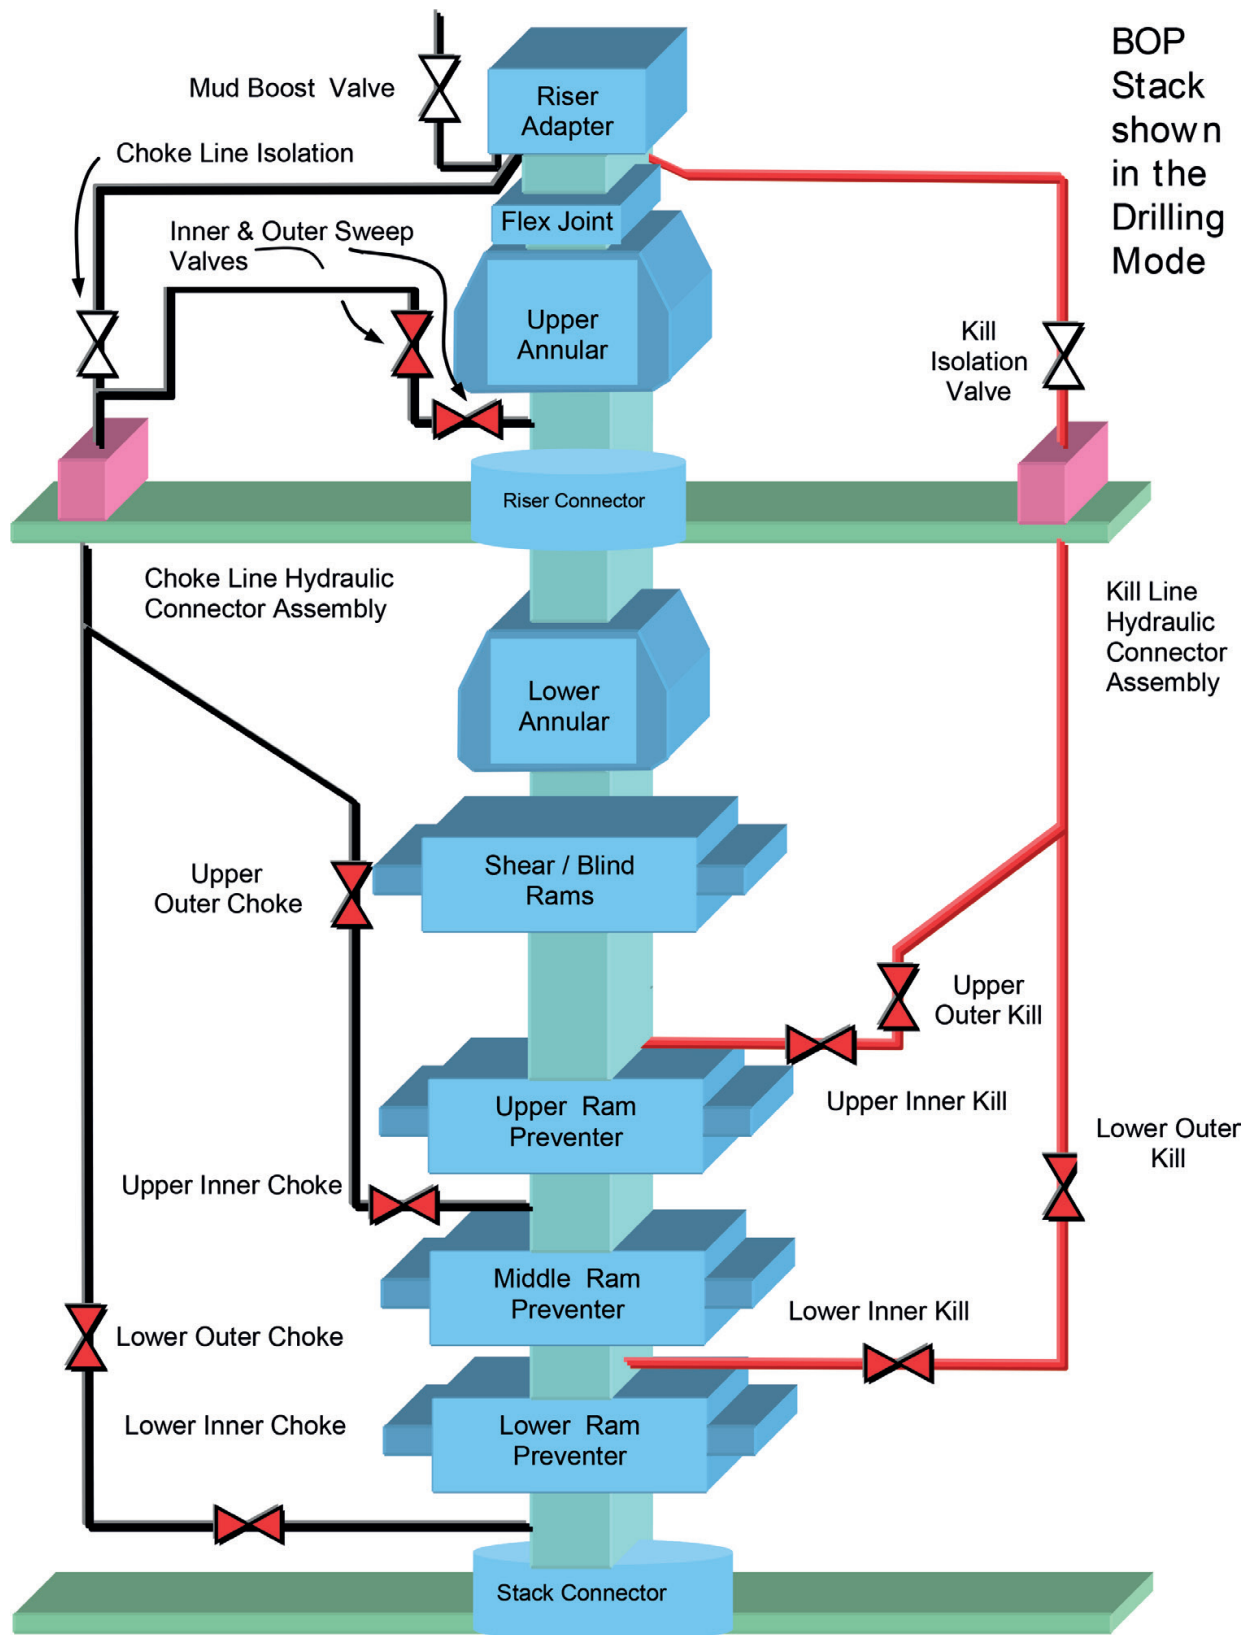 BOP
Stack
shown
in the
Drilling
Mode
Mud Boost Valve
Riser
Adapter
Choke Line Isolation
Flex Joint
Inner & Outer Sweep
Valves
Upper
Annular
Kill
Isolation
Valve
Riser Connector
Choke Line Hydraulic
Connector Assembly
Kill Line
Hydraulic
Connector
Assembly
Lower
Annular
Shear / Blind
Rams
Upper
Outer Choke
Upper
Outer Kill
Upper Ram
Preventer
Upper Inner Kill
Lower Outer
Kill
Upper Inner Choke
Middle Ram
Preventer
Lower Inner Kill
Lower Outer Choke
Lower Inner Choke
Lower Ram
Preventer
Stack Connector